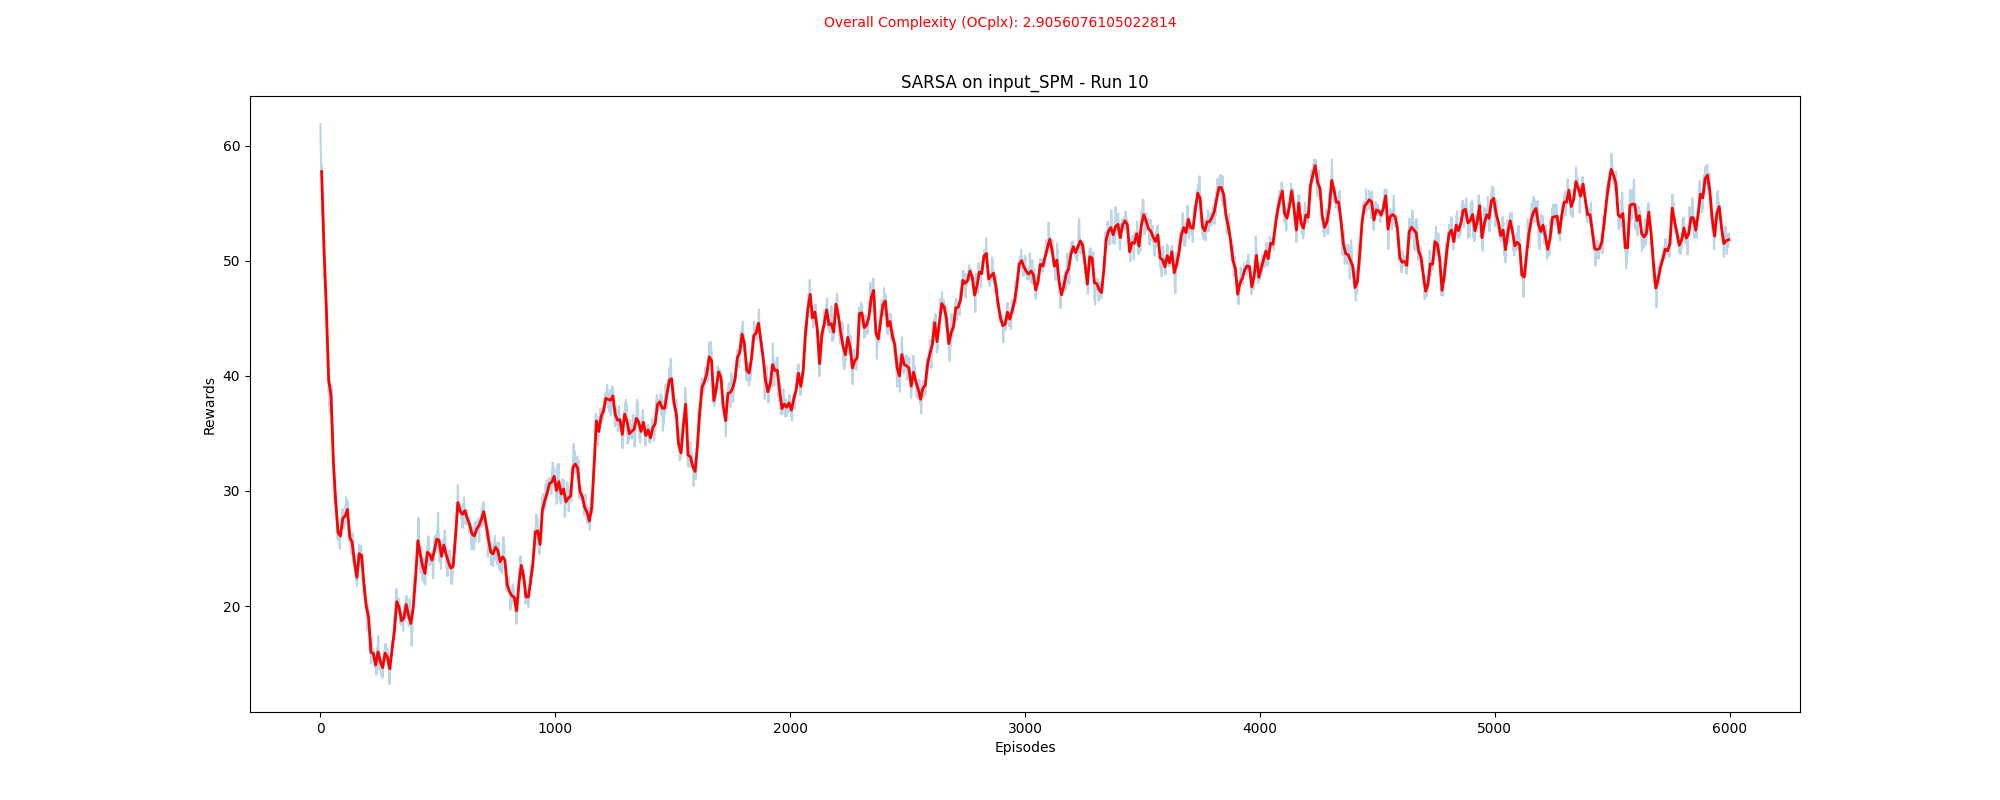 Overall Complexity (OCplx): 2.9056076105022814
SARSA on input_SPM - Run 10
Rewards
60
50
40
30
20
0 1000 2000 3000 4000 5000 6000
Episodes